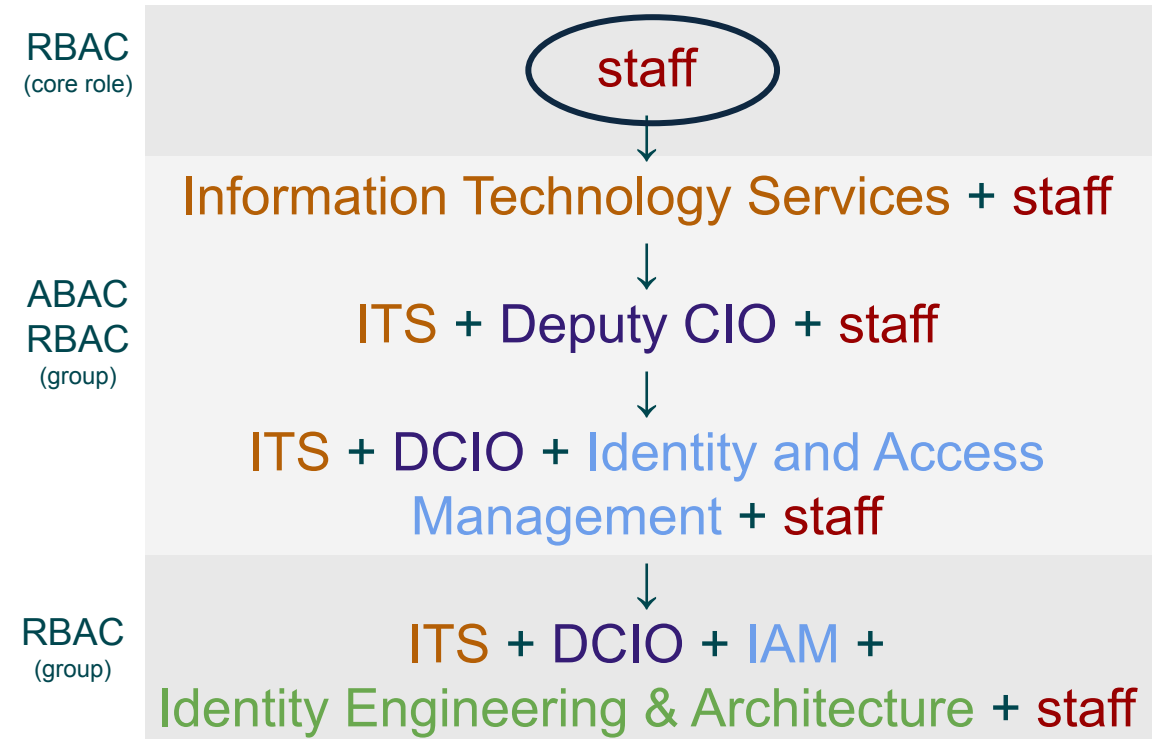 RBAC
(core role)
staff
↓
Information Technology Services + staff
↓
ABAC
RBAC
(group)
ITS + Deputy CIO + staff
↓
ITS + DCIO + Identity and Access
Management + staff
↓
RBAC
(group)
ITS + DCIO + IAM +
Identity Engineering & Architecture + staff